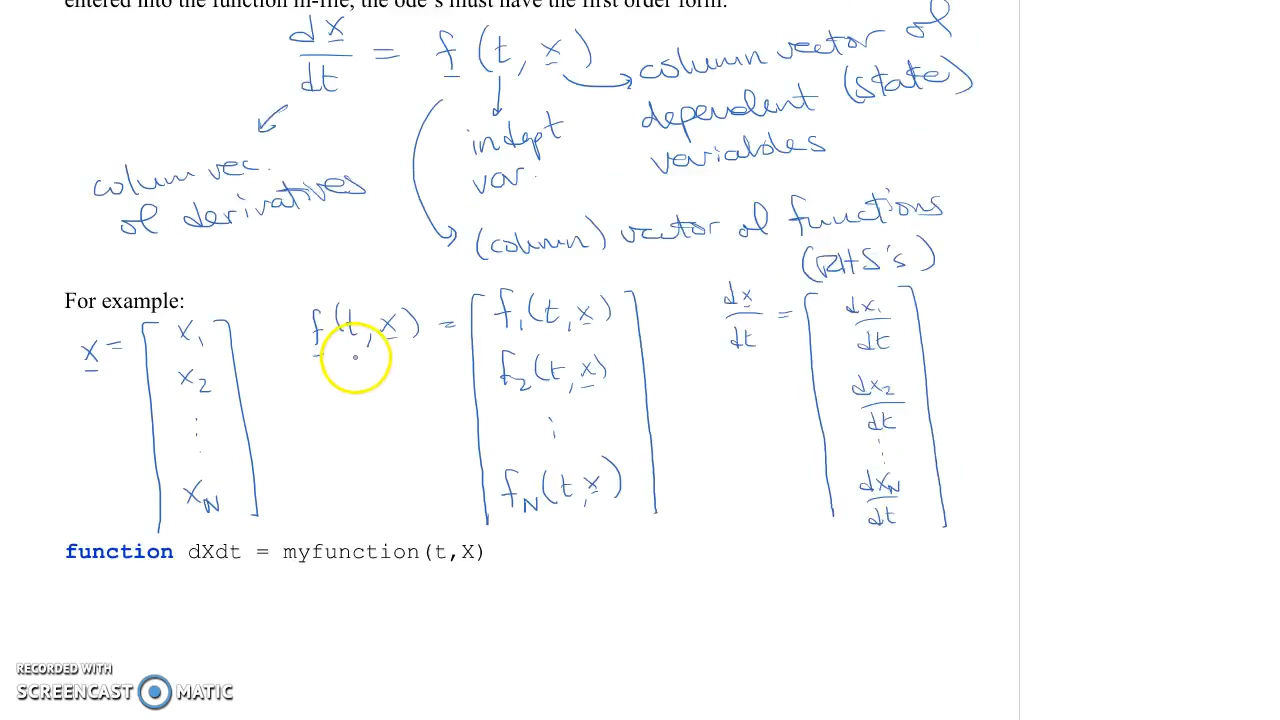 entered into the function m-file, the ode's must have the first order form:
dx/dt = f (t, x)
column vector of
dependent (state)
variables
indept
var.
column vec.
of derivatives
(column) vector of functions
(RHS's)
For example:
x = [ x1 x2 ⋮ xN ]
f(t, x) = [ f1(t, x) f2(t, x) ⋮ fN(t, x) ]
dx/dt = [ dx1/dt dx2/dt ⋮ dxN/dt ]
function dXdt = myfunction(t,X)
RECORDED WITH
SCREENCAST MATIC